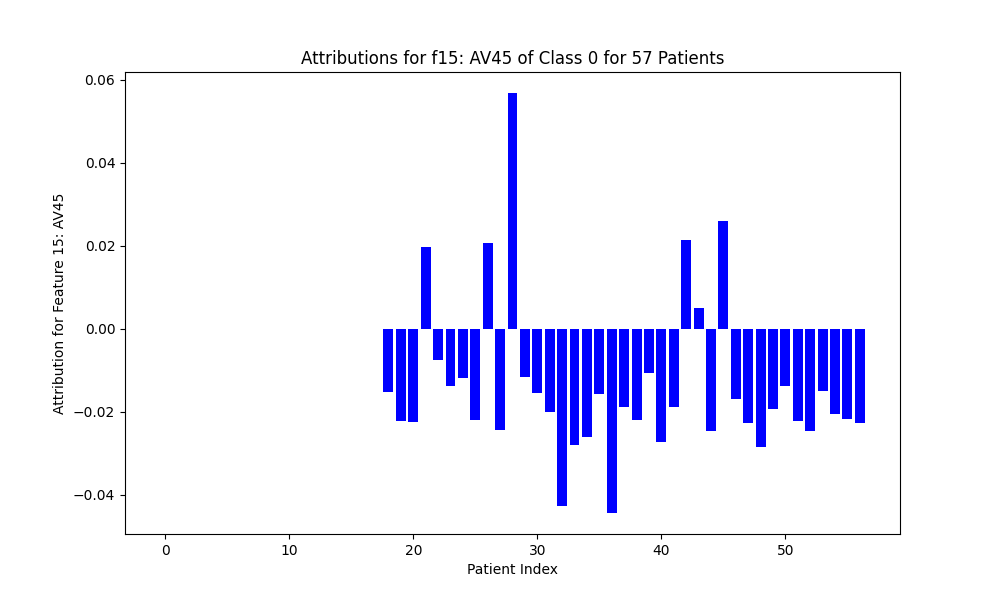 Attributions for f15: AV45 of Class 0 for 57 Patients
Attribution for Feature 15: AV45
0.06
0.04
0.02
0.00
−0.02
−0.04
0 10 20 30 40 50
Patient Index